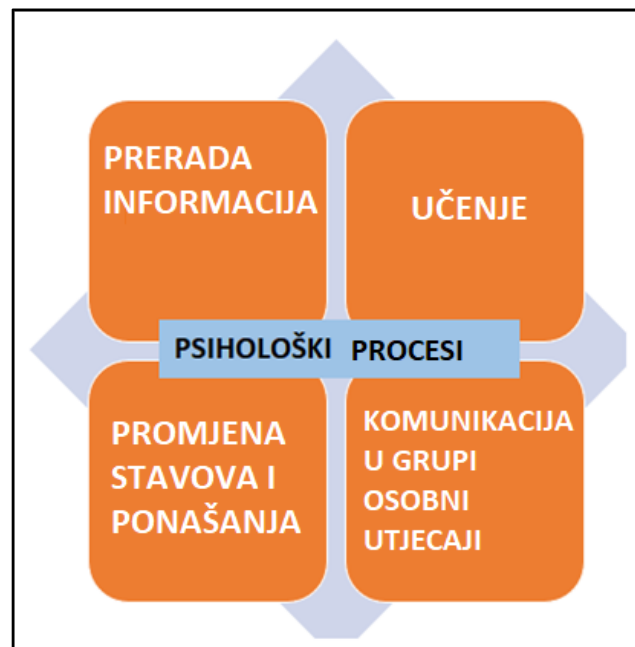 PRERADA
INFORMACIJA
UČENJE
PSIHOLOŠKI PROCESI
PROMJENA
STAVOVA I
PONAŠANJA
KOMUNIKACIJA
U GRUPI
OSOBNI
UTJECAJI